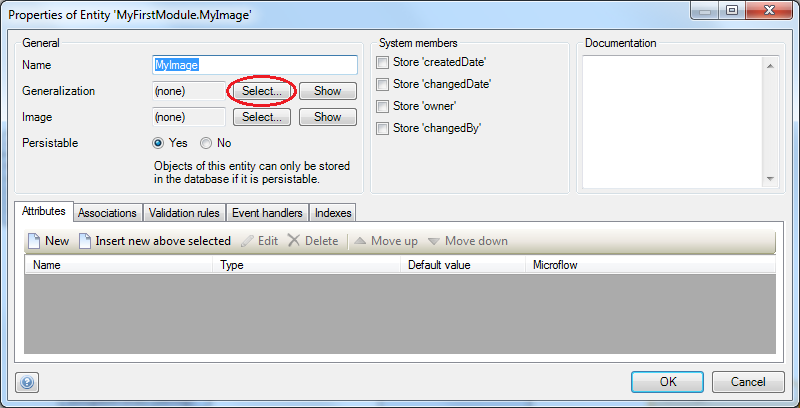 Properties of Entity 'MyFirstModule.MyImage'
General
Name MyImage
Generalization (none) Select... Show
Image (none) Select... Show
Persistable Yes No
Objects of this entity can only be stored
in the database if it is persistable.
System members
Store 'createdDate'
Store 'changedDate'
Store 'owner'
Store 'changedBy'
Documentation
Attributes Associations Validation rules Event handlers Indexes
New Insert new above selected Edit Delete Move up Move down
Name Type Default value Microflow
? OK Cancel